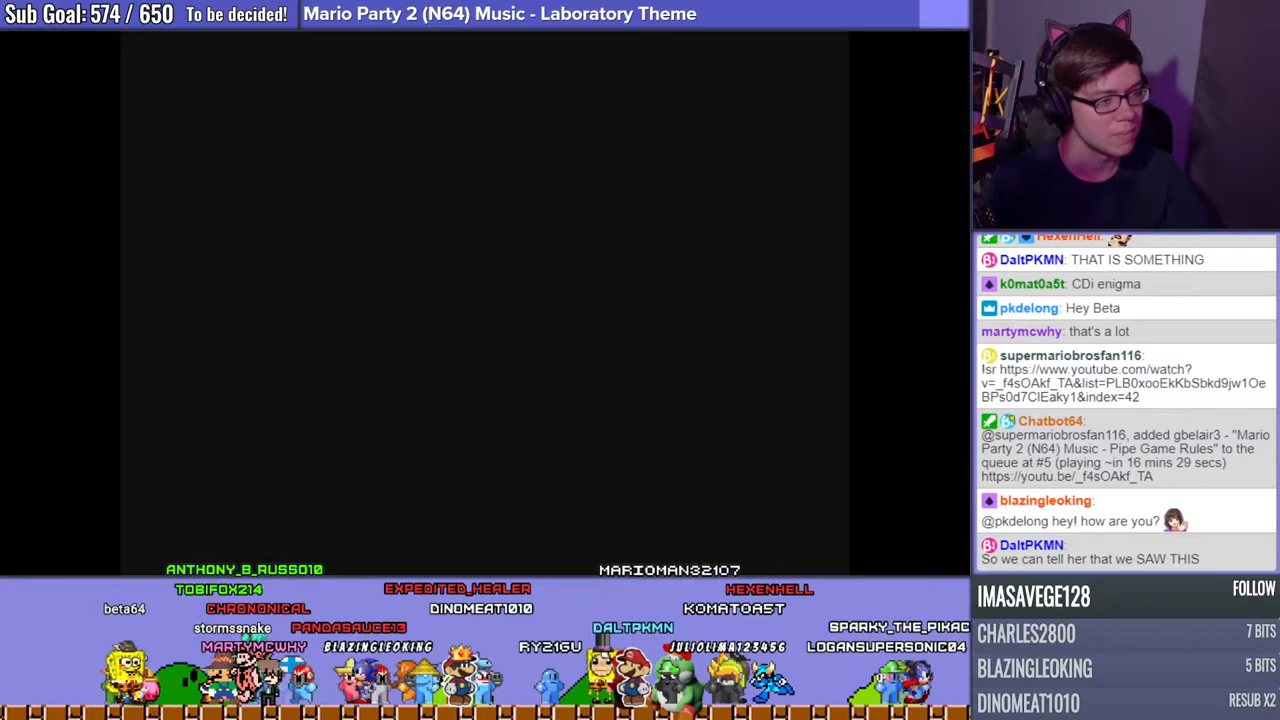 Sub Goal: 574 / 650 To be decided! Mario Party 2 (N64) Music - Laboratory Theme
HexenHell:
DaltPKMN: THAT IS SOMETHING
k0mat0a5t: CDi enigma
pkdelong: Hey Beta
martymcwhy: that's a lot
supermariobrosfan116:
!sr https://www.youtube.com/watch?
v=_f4sOAkf_TA&list=PLB0xooEkKbSbkd9jw1Oe
BPs0d7ClEaky1&index=42
Chatbot64:
@supermariobrosfan116, added gbelair3 - "Mario
Party 2 (N64) Music - Pipe Game Rules" to the
queue at #5 (playing ~in 16 mins 29 secs)
https://youtu.be/_f4sOAkf_TA
blazingleoking:
@pkdelong hey! how are you?
DaltPKMN:
So we can tell her that we SAW THIS
IMASAVEGE128 FOLLOW
CHARLES2800 7 BITS
BLAZINGLEOKING 5 BITS
DINOMEAT1010 RESUB X2
ANTHONY_B_RUSSO10 MARIOMAN32107
TOBIFOX214 EXPEDITED_HEALER HEXENHELL
beta64 CHRONONICAL DINOMEAT1010 KOMATOAST
stormssnake PANDASAUCE13 DALTPKMN SPARKY_THE_PIKAC
MARTYMCWHY BLAZINGLEOKING RYZIGU JULIOLIMA123456 LOGANSUPERSONIC04